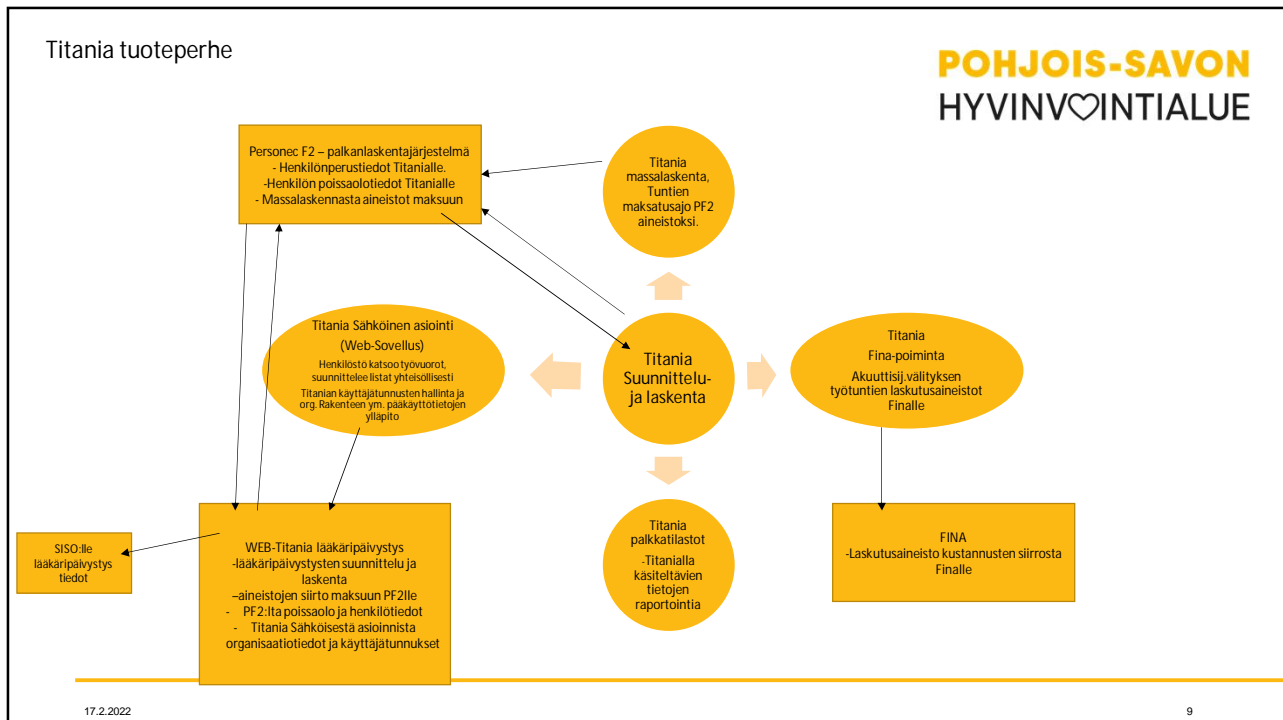 Titania tuoteperhe
POHJOIS-SAVON
HYVINVOINTIALUE
Personec F2 – palkanlaskentajärjestelmä
- Henkilönperustiedot Titanialle.
-Henkilön poissaolotiedot Titanialle
- Massalaskennasta aineistot maksuun
Titania
massalaskenta,
Tuntien
maksatusajo PF2
aineistoksi.
Titania Sähköinen asiointi
(Web-Sovellus)
Henkilöstö katsoo työvuorot,
suunnittelee listat yhteisöllisesti
Titanian käyttäjätunnusten hallinta ja
org. Rakenteen ym. pääkäyttötietojen
ylläpito
Titania
Suunnittelu-
ja laskenta
Titania
Fina-poiminta
Akuuttisij.välityksen
työtuntien laskutusaineistot
Finalle
SISO:lle
lääkäripäivystys
tiedot
WEB-Titania lääkäripäivystys
-lääkäripäivystysten suunnittelu ja
laskenta
–aineistojen siirto maksuun PF2lle
- PF2:lta poissaolo ja henkilötiedot
- Titania Sähköisestä asioinnista
organisaatiotiedot ja käyttäjätunnukset
Titania
palkkatilastot
-Titanialla
käsiteltävien
tietojen
raportointia
FINA
-Laskutusaineisto kustannusten siirrosta
Finalle
17.2.2022
9